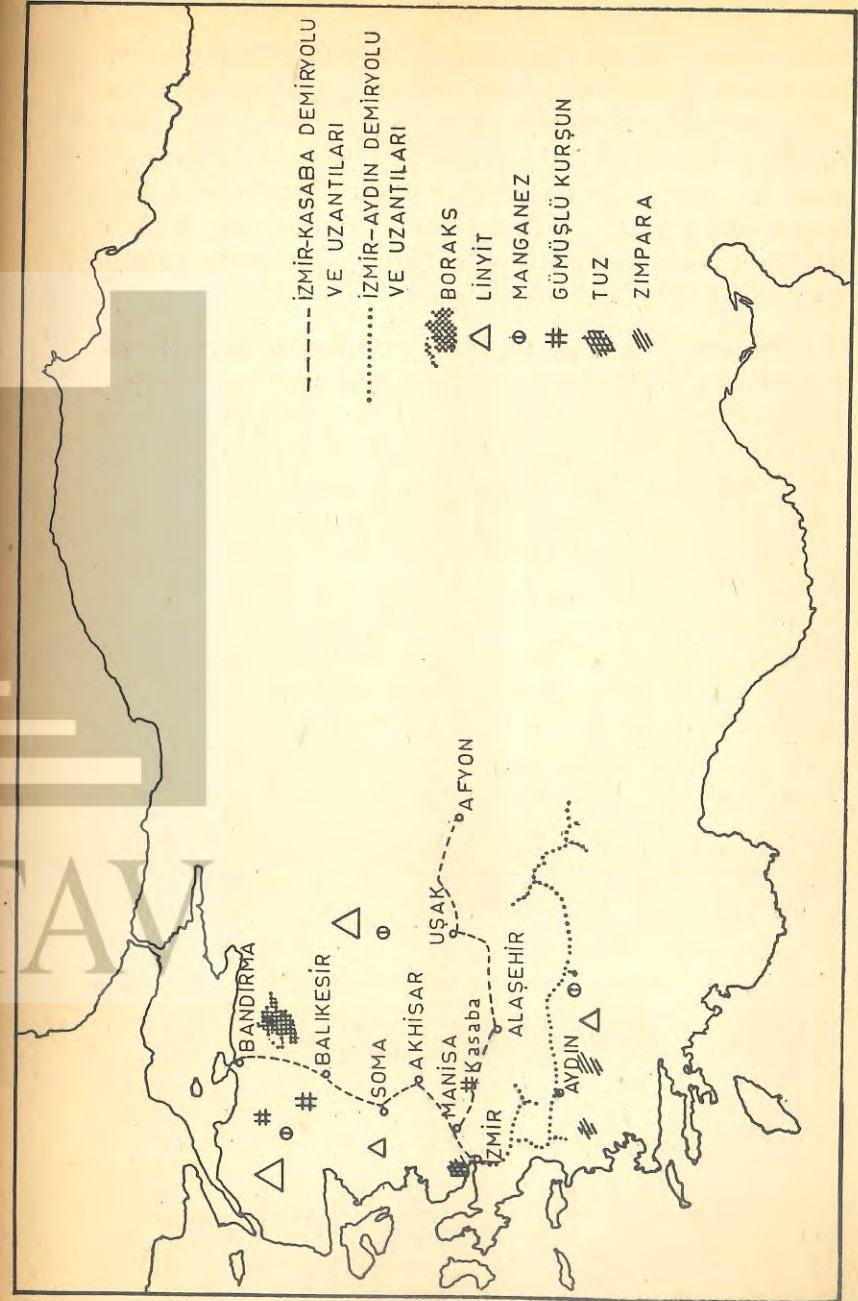 İZMİR-KASABA DEMİRYOLU
VE UZANTILARI
İZMİR-AYDIN DEMİRYOLU
VE UZANTILARI
BORAKS
LİNYİT
MANGANEZ
GÜMÜŞLÜ KURŞUN
TUZ
ZIMPARA
BANDIRMA
BALIKESİR
SOMA
AKHİSAR
MANİSA
Kasaba
İZMİR
ALAŞEHİR
UŞAK
AFYON
AYDIN
TAV